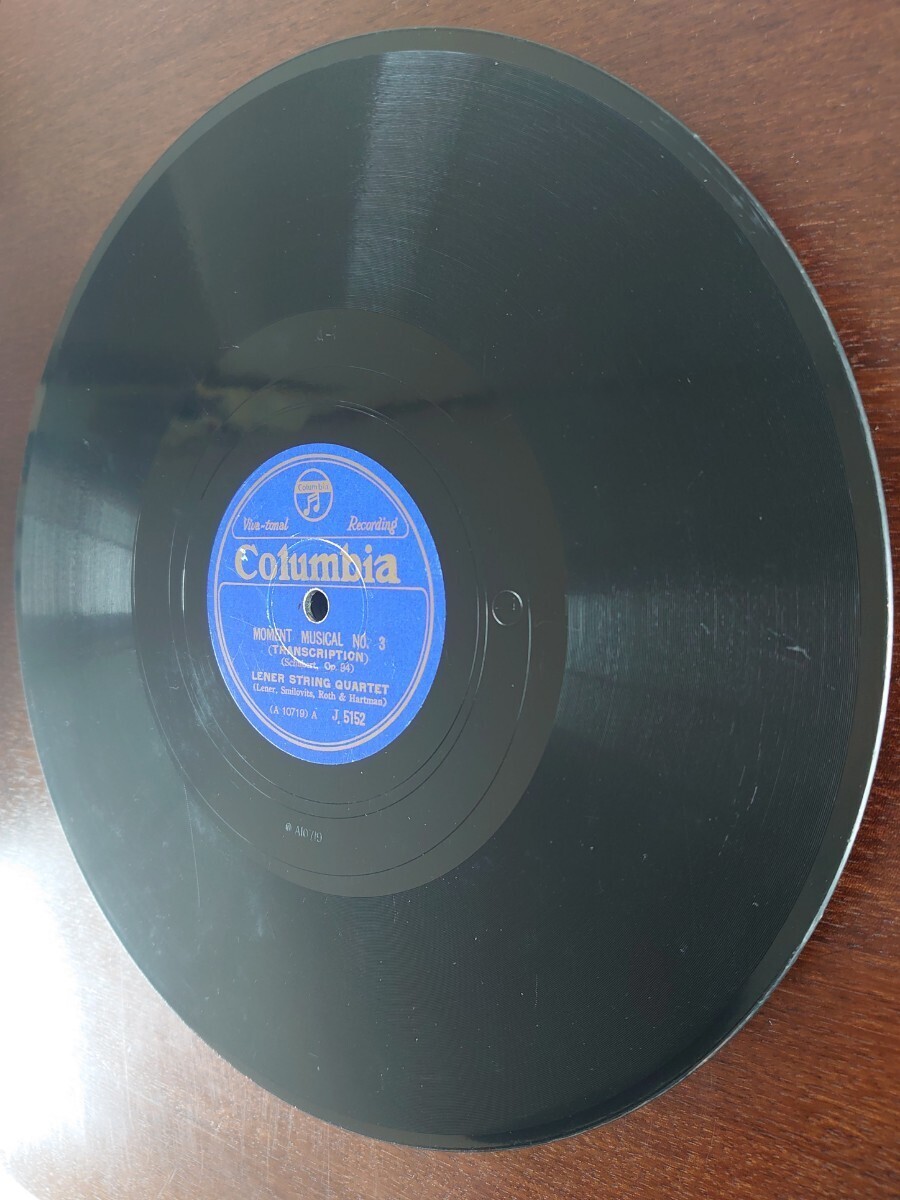 Columbia
Viva-tonal Recording
Columbia
MOMENT MUSICAL NO. 3
(TRANSCRIPTION)
(Schubert, Op. 94)
LENER STRING QUARTET
(Lener, Smilovits, Roth & Hartman)
(A 10719) A J. 5152
A10719